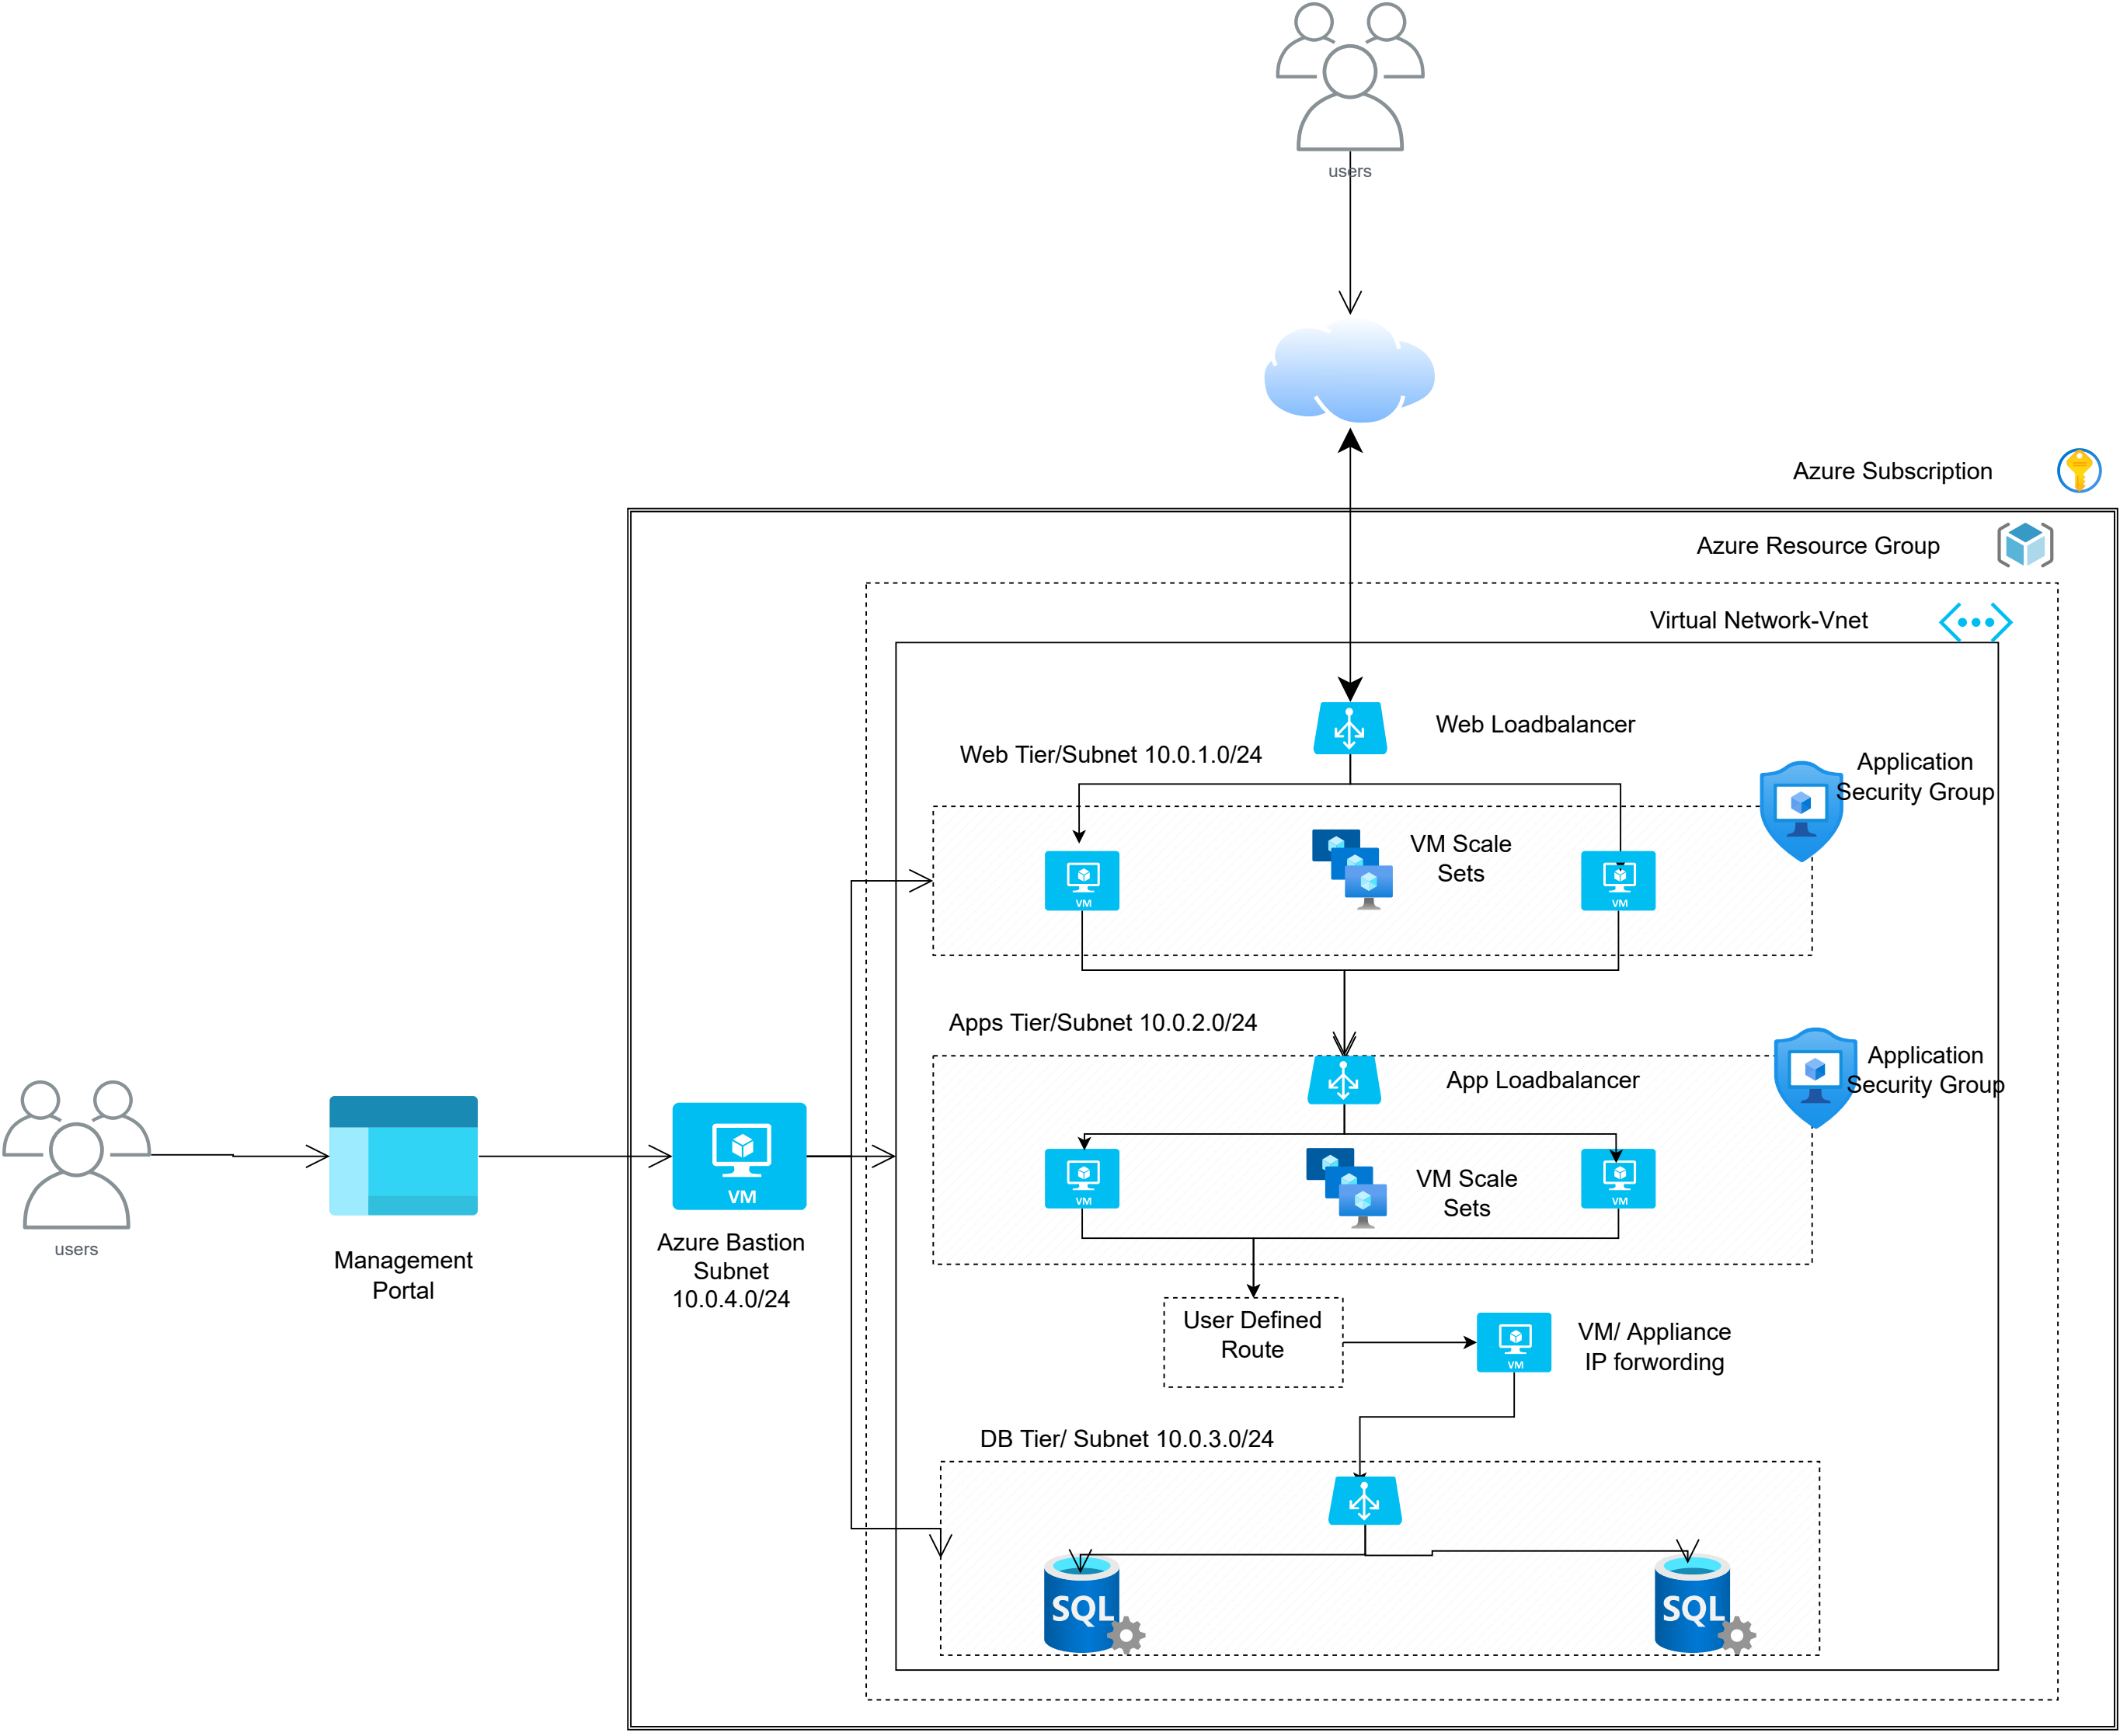 users
Azure Subscription
Azure Resource Group
Virtual Network-Vnet
Web Loadbalancer
Web Tier/Subnet 10.0.1.0/24
Application
Security Group
VM Scale
Sets
VM
VM
Apps Tier/Subnet 10.0.2.0/24
App Loadbalancer
Application
Security Group
VM
VM Scale
Sets
VM
users
Management
Portal
VM
Azure Bastion
Subnet
10.0.4.0/24
User Defined
Route
VM
VM/ Appliance
IP forwording
DB Tier/ Subnet 10.0.3.0/24
SQL
SQL